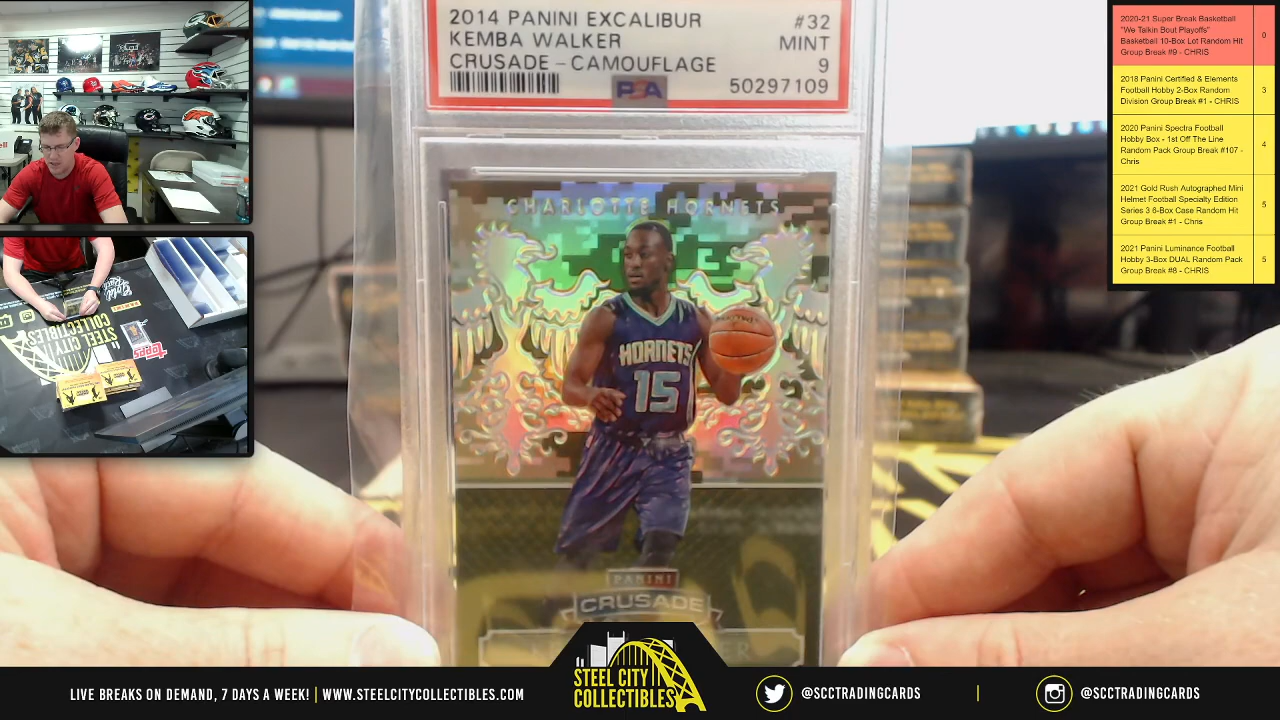 2014 PANINI EXCALIBUR #32
KEMBA WALKER MINT
CRUSADE - CAMOUFLAGE 9
PSA 50297109
CHARLOTTE HORNETS
HORNETS
15
PANINI
CRUSADE
2020-21 Super Break Basketball
"We Talkin Bout Playoffs"
Basketball 10-Box Lot Random Hit
Group Break #9 - CHRIS
0
2018 Panini Certified & Elements
Football Hobby 2-Box Random
Division Group Break #1 - CHRIS
3
2020 Panini Spectra Football
Hobby Box - 1st Off The Line
Random Pack Group Break #107 -
Chris
4
2021 Gold Rush Autographed Mini
Helmet Football Specialty Edition
Series 3 6-Box Case Random Hit
Group Break #1 - Chris
5
2021 Panini Luminance Football
Hobby 3-Box DUAL Random Pack
Group Break #8 - CHRIS
5
STEEL CITY
COLLECTIBLES
topps
LIVE BREAKS ON DEMAND, 7 DAYS A WEEK! | WWW.STEELCITYCOLLECTIBLES.COM
STEEL CITY
COLLECTIBLES
@SCCTRADINGCARDS | @SCCTRADINGCARDS